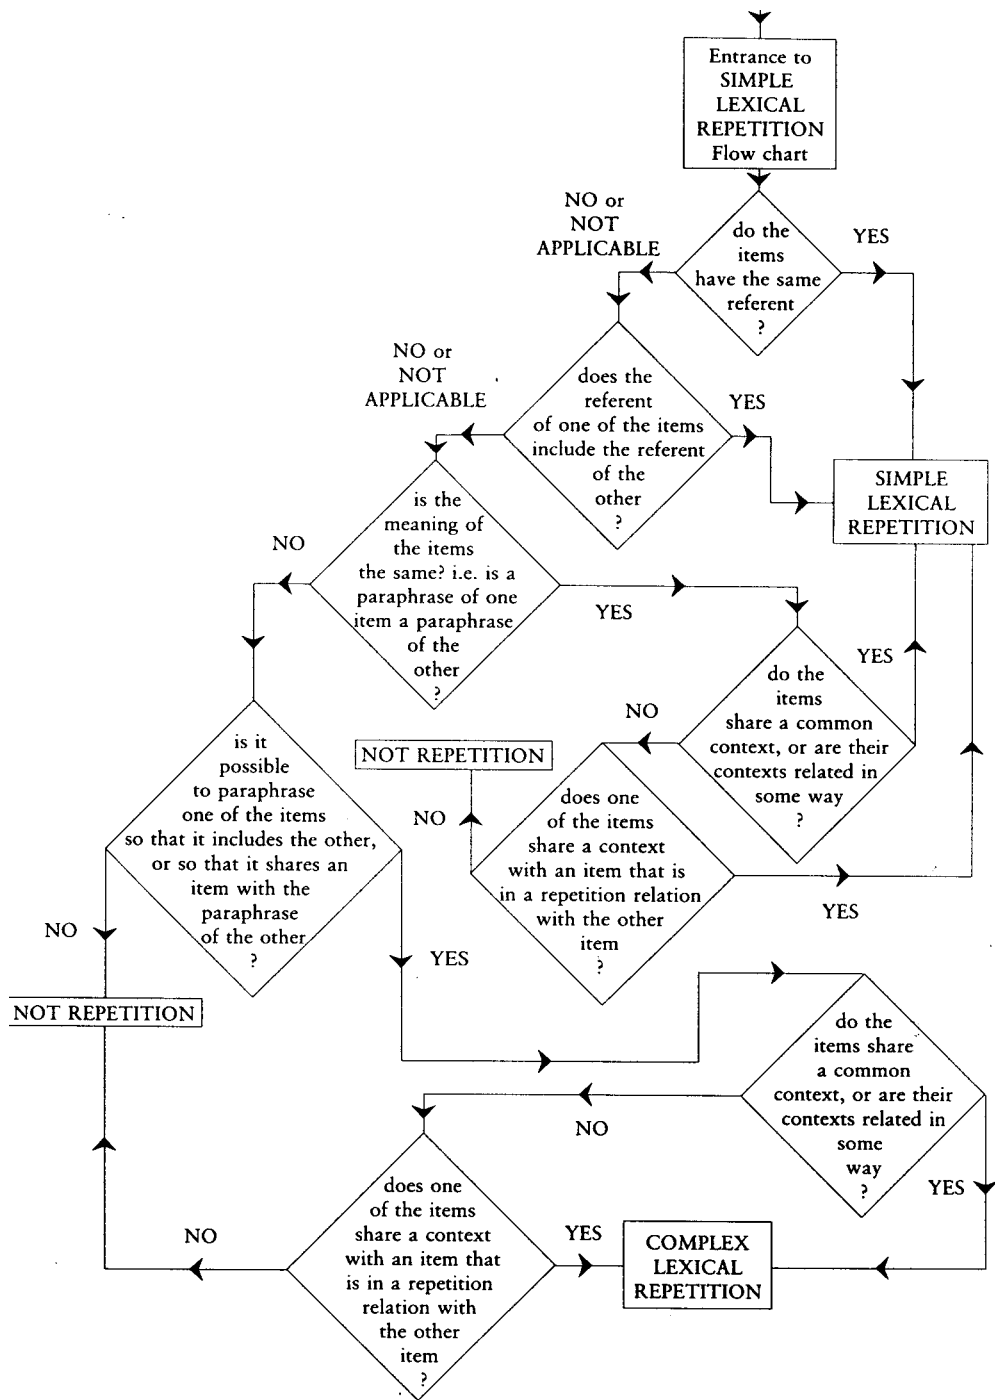 Entrance to
SIMPLE
LEXICAL
REPETITION
Flow chart
NO or
NOT
APPLICABLE
do the
items
have the same
referent
?
YES
NO or
NOT
APPLICABLE
does the
referent
of one of the items
include the referent
of the
other
?
YES
SIMPLE
LEXICAL
REPETITION
NO
is the
meaning of
the items
the same? i.e. is a
paraphrase of one
item a paraphrase
of the
other
?
YES
do the
items
share a common
context, or are their
contexts related in
some way
?
YES
NO
NOT REPETITION
NO
does one
of the items
share a context
with an item that is
in a repetition relation
with the other
item
?
YES
is it
possible
to paraphrase
one of the items
so that it includes the other,
or so that it shares an
item with the
paraphrase
of the other
?
NO
YES
NOT REPETITION
do the
items share
a common
context, or are their
contexts related in
some
way
?
NO
YES
does one
of the items
share a context
with an item that
is in a repetition
relation with
the other
item
?
NO
YES
COMPLEX
LEXICAL
REPETITION